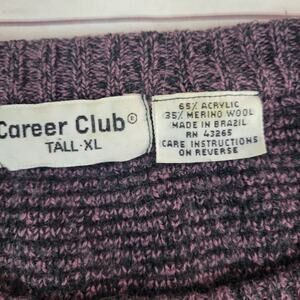 Career Club®
TALL·XL
65% ACRYLIC
35% MERINO WOOL
MADE IN BRAZIL
RN 43265
CARE INSTRUCTIONS
ON REVERSE